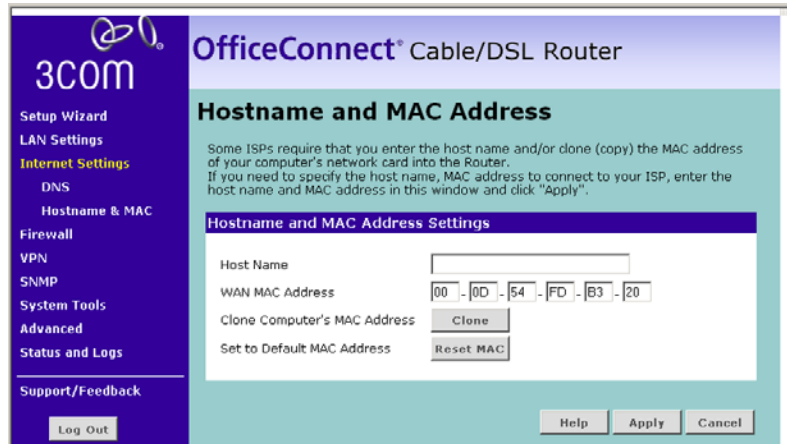 3COM
OfficeConnect® Cable/DSL Router
Setup Wizard
LAN Settings
Internet Settings
DNS
Hostname & MAC
Firewall
VPN
SNMP
System Tools
Advanced
Status and Logs
Support/Feedback
Log Out
Hostname and MAC Address
Some ISPs require that you enter the host name and/or clone (copy) the MAC address
of your computer's network card into the Router.
If you need to specify the host name, MAC address to connect to your ISP, enter the
host name and MAC address in this window and click "Apply".
Hostname and MAC Address Settings
Host Name
WAN MAC Address 00 - 0D - 54 - FD - B3 - 20
Clone Computer's MAC Address Clone
Set to Default MAC Address Reset MAC
Help Apply Cancel